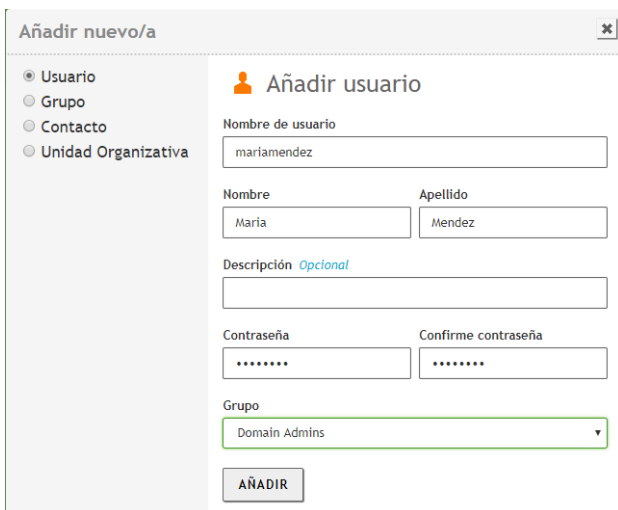 Añadir nuevo/a
Usuario
Grupo
Contacto
Unidad Organizativa
Añadir usuario
Nombre de usuario
mariamendez
Nombre Apellido
Maria Mendez
Descripción Opcional
Contraseña Confirme contraseña
•••••••• ••••••••
Grupo
Domain Admins
AÑADIR